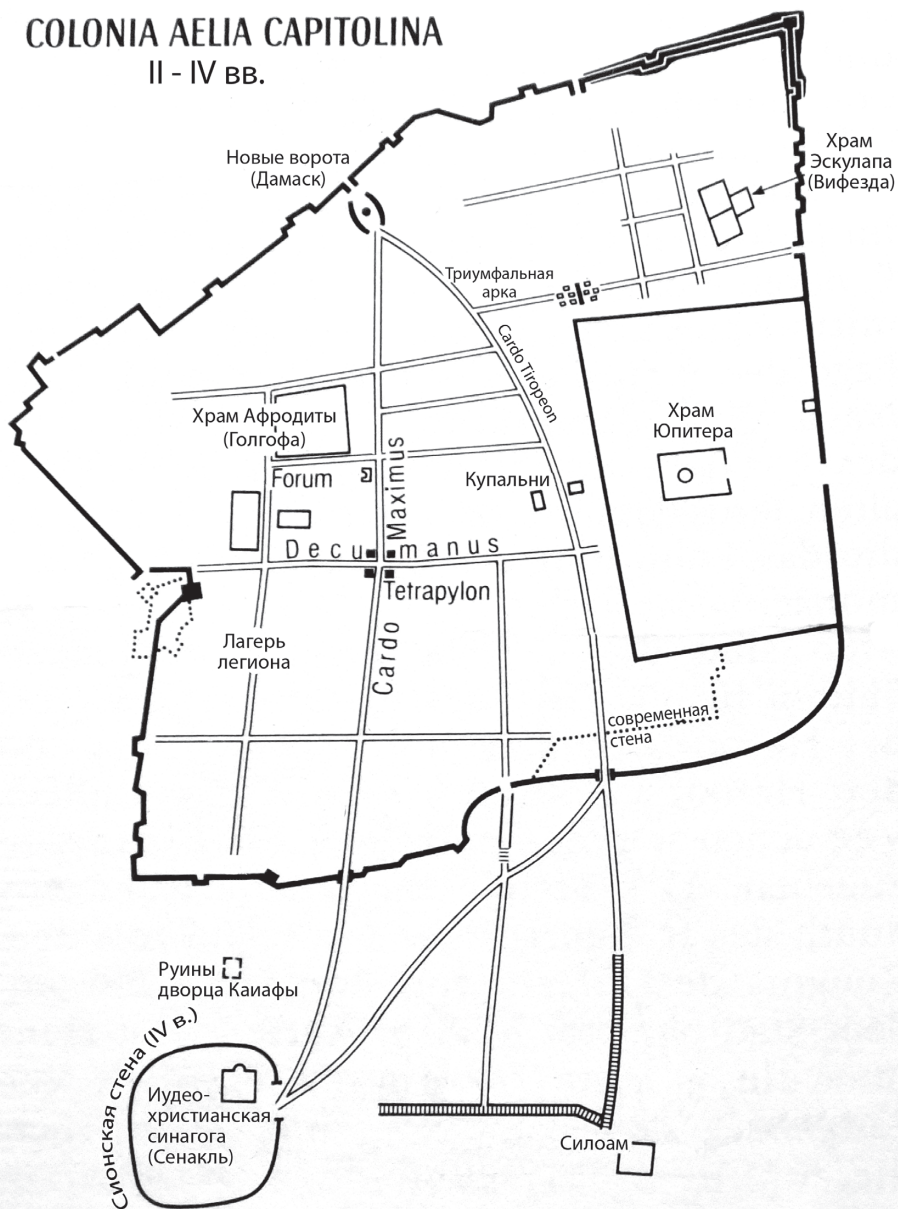 COLONIA AELIA CAPITOLINA
II - IV вв.
Новые ворота
(Дамаск)
Храм
Эскулапа
(Вифезда)
Триумфальная
арка
Cardo Tiropeon
Храм Афродиты
(Голгофа)
Храм
Юпитера
Forum
Maximus
Купальни
Decu manus
Tetrapylon
Лагерь
легиона
Cardo
современная
стена
Руины
дворца Каиафы
Сионская стена (IV в.)
Иудео-
христианская
синагога
(Сенакль)
Силоам